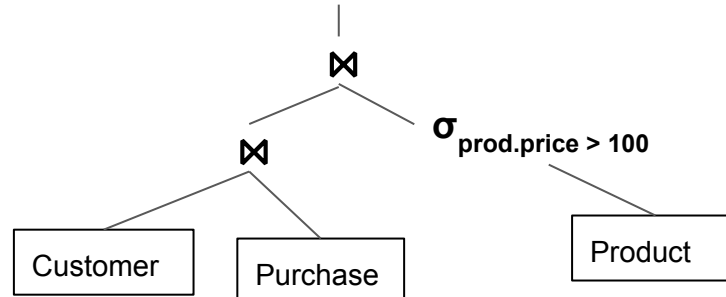 ⋈
⋈
σprod.price > 100
Customer
Purchase
Product